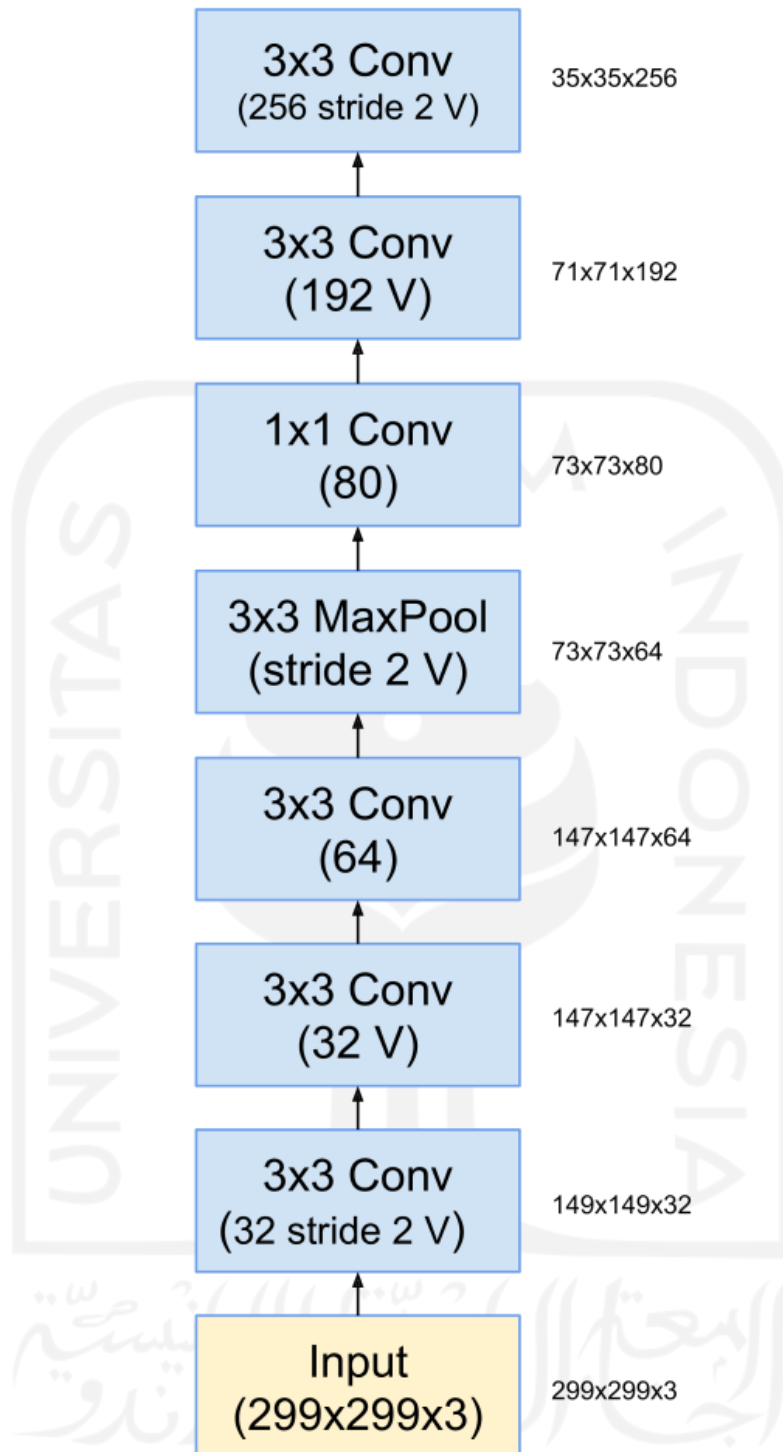 3x3 Conv
(256 stride 2 V)
35x35x256
3x3 Conv
(192 V)
71x71x192
1x1 Conv
(80)
73x73x80
3x3 MaxPool
(stride 2 V)
73x73x64
3x3 Conv
(64)
147x147x64
3x3 Conv
(32 V)
147x147x32
3x3 Conv
(32 stride 2 V)
149x149x32
Input
(299x299x3)
299x299x3
UNIVERSITAS
INDONESIA